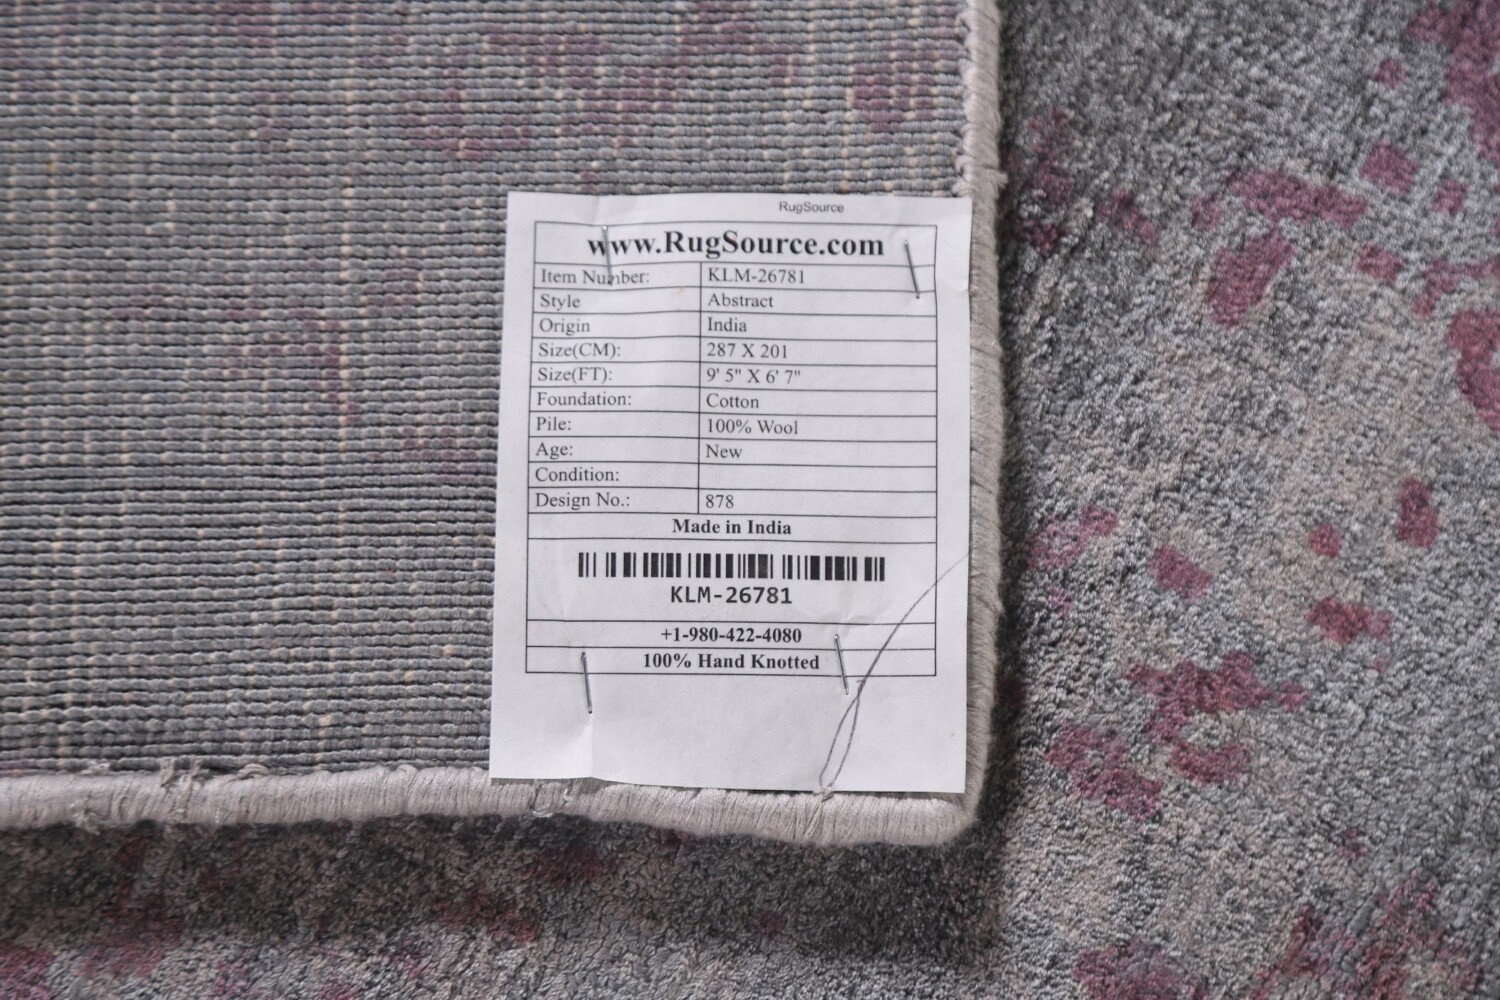 RugSource
www.RugSource.com
Item Number: KLM-26781
Style Abstract
Origin India
Size(CM): 287 X 201
Size(FT): 9' 5" X 6' 7"
Foundation: Cotton
Pile: 100% Wool
Age: New
Condition:
Design No.: 878
Made in India
KLM-26781
+1-980-422-4080
100% Hand Knotted